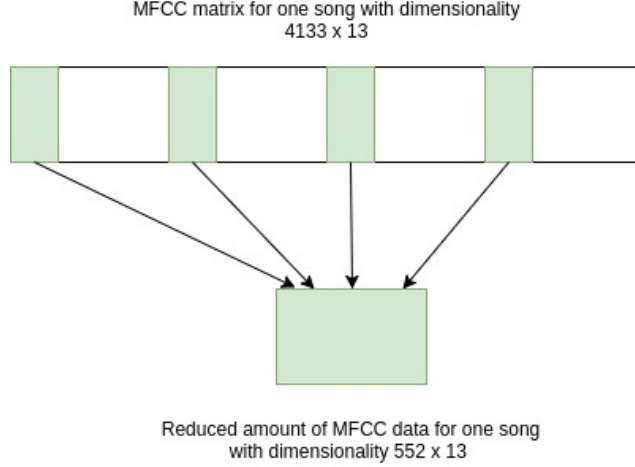 MFCC matrix for one song with dimensionality
4133 x 13
Reduced amount of MFCC data for one song
with dimensionality 552 x 13